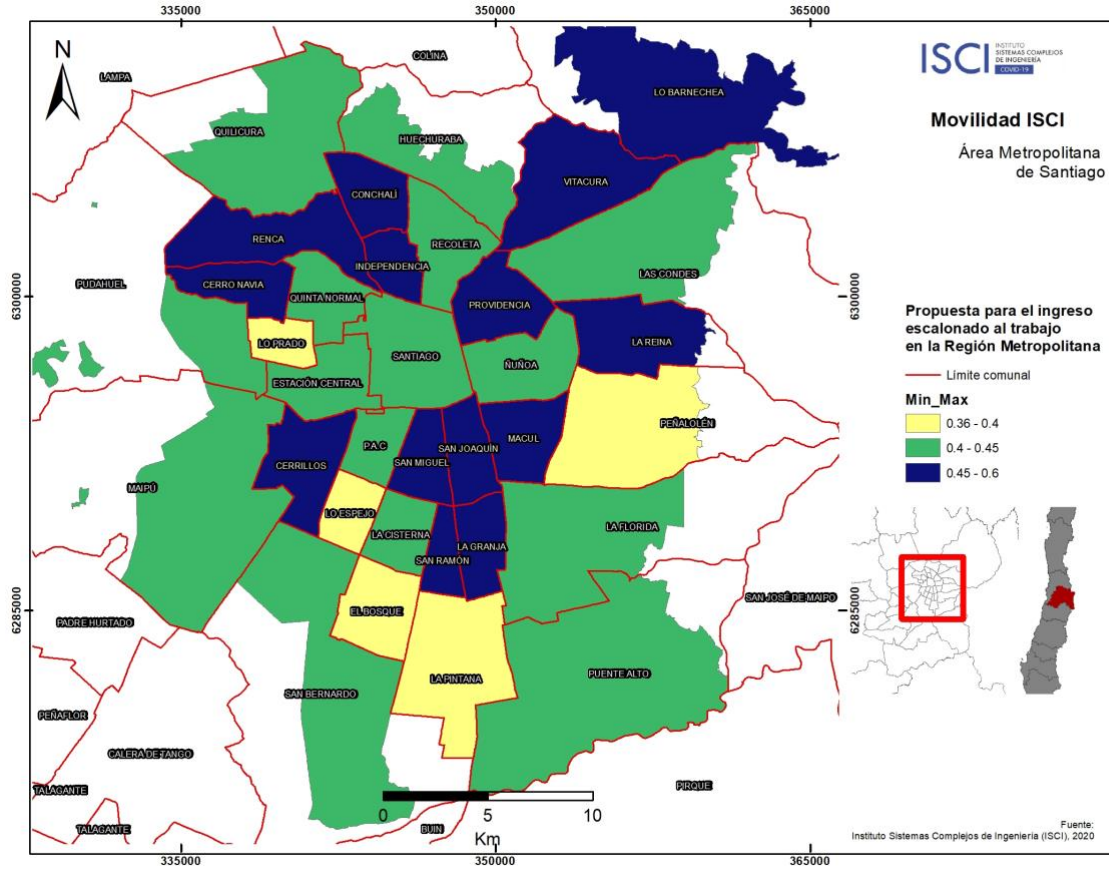 335000
350000
365000
N
COLINA
LAMPA
LO BARNECHEA
QUILICURA
HUECHURABA
VITACURA
CONCHALÍ
RENCA
RECOLETA
INDEPENDENCIA
LAS CONDES
PUDAHUEL
CERRO NAVIA
QUINTA NORMAL
PROVIDENCIA
LO PRADO
LA REINA
SANTIAGO
ÑUÑOA
ESTACIÓN CENTRAL
PEÑALOLÉN
P.A.C
SAN JOAQUÍN
MACUL
CERRILLOS
SAN MIGUEL
MAIPÚ
LO ESPEJO
LA CISTERNA
LA FLORIDA
LA GRANJA
SAN RAMÓN
SAN JOSÉ DE MAIPO
EL BOSQUE
PADRE HURTADO
LA PINTANA
PUENTE ALTO
SAN BERNARDO
PEÑAFLOR
CALERA DE TANGO
PIRQUE
TALAGANTE
TALAGANTE
BUIN
0
5
10
Km
6300000
6285000
6300000
6285000
335000
350000
365000
ISCI
INSTITUTO
SISTEMAS COMPLEJOS
DE INGENIERÍA
COVID-19
Movilidad ISCI
Área Metropolitana
de Santiago
Propuesta para el ingreso
escalonado al trabajo
en la Región Metropolitana
Límite comunal
Min_Max
0.36 - 0.4
0.4 - 0.45
0.45 - 0.6
Fuente:
Instituto Sistemas Complejos de Ingeniería (ISCI), 2020